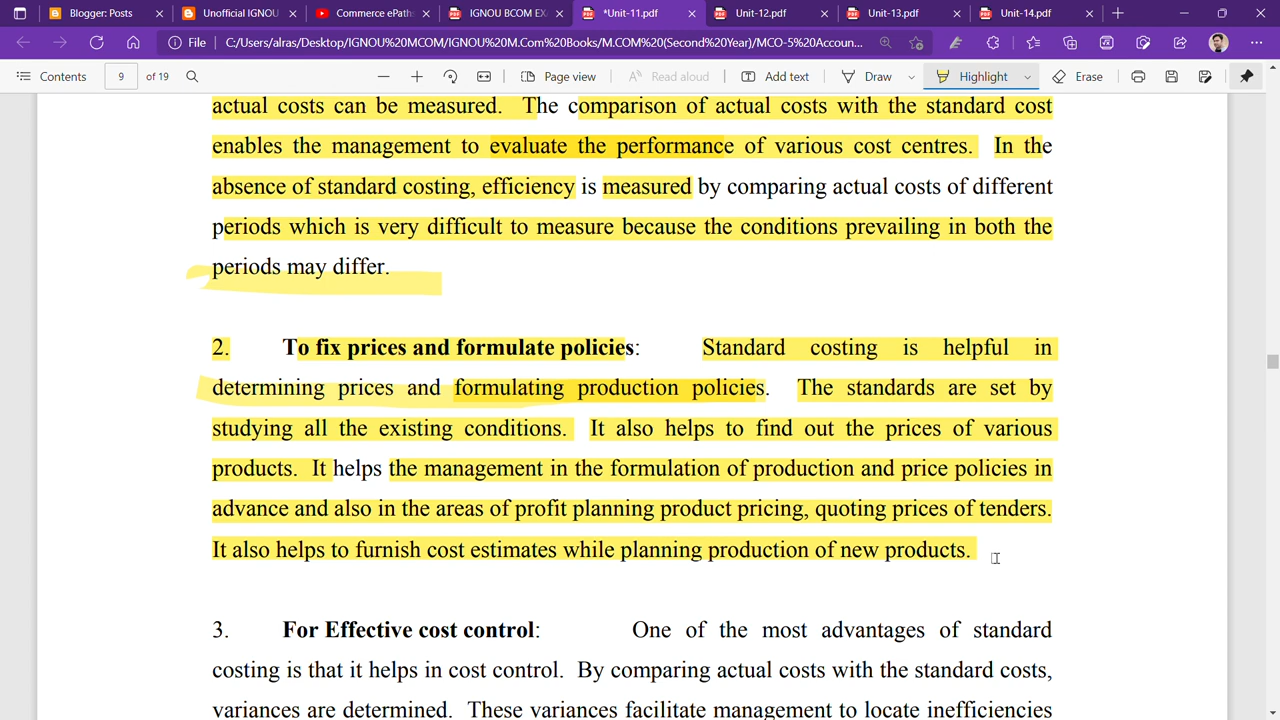 Blogger: Posts
Unofficial IGNOU
Commerce ePath
IGNOU BCOM EX
*Unit-11.pdf
Unit-12.pdf
Unit-13.pdf
Unit-14.pdf
File
C:/Users/alras/Desktop/IGNOU%20MCOM/IGNOU%20M.Com%20Books/M.COM%20(Second%20Year)/MCO-5%20Accoun...
Contents
9
of 19
Page view
Read aloud
Add text
Draw
Highlight
Erase
actual costs can be measured. The comparison of actual costs with the standard cost
enables the management to evaluate the performance of various cost centres. In the
absence of standard costing, efficiency is measured by comparing actual costs of different
periods which is very difficult to measure because the conditions prevailing in both the
periods may differ.
2. To fix prices and formulate policies: Standard costing is helpful in
determining prices and formulating production policies. The standards are set by
studying all the existing conditions. It also helps to find out the prices of various
products. It helps the management in the formulation of production and price policies in
advance and also in the areas of profit planning product pricing, quoting prices of tenders.
It also helps to furnish cost estimates while planning production of new products.
3. For Effective cost control: One of the most advantages of standard
costing is that it helps in cost control. By comparing actual costs with the standard costs,
variances are determined. These variances facilitate management to locate inefficiencies